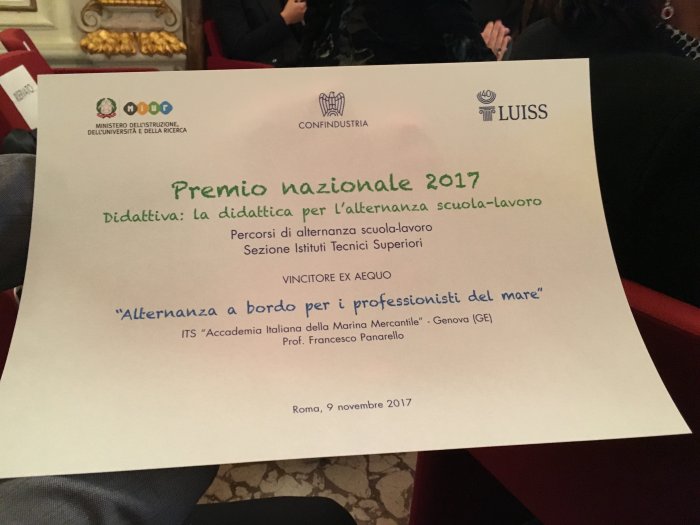 RISERVATO
MIUR
MINISTERO DELL'ISTRUZIONE,
DELL'UNIVERSITÀ E DELLA RICERCA
CONFINDUSTRIA
40
LUISS
Premio nazionale 2017
Didattiva: la didattica per l'alternanza scuola-lavoro
Percorsi di alternanza scuola-lavoro
Sezione Istituti Tecnici Superiori
VINCITORE EX AEQUO
"Alternanza a bordo per i professionisti del mare"
ITS "Accademia Italiana della Marina Mercantile" - Genova (GE)
Prof. Francesco Panarello
Roma, 9 novembre 2017